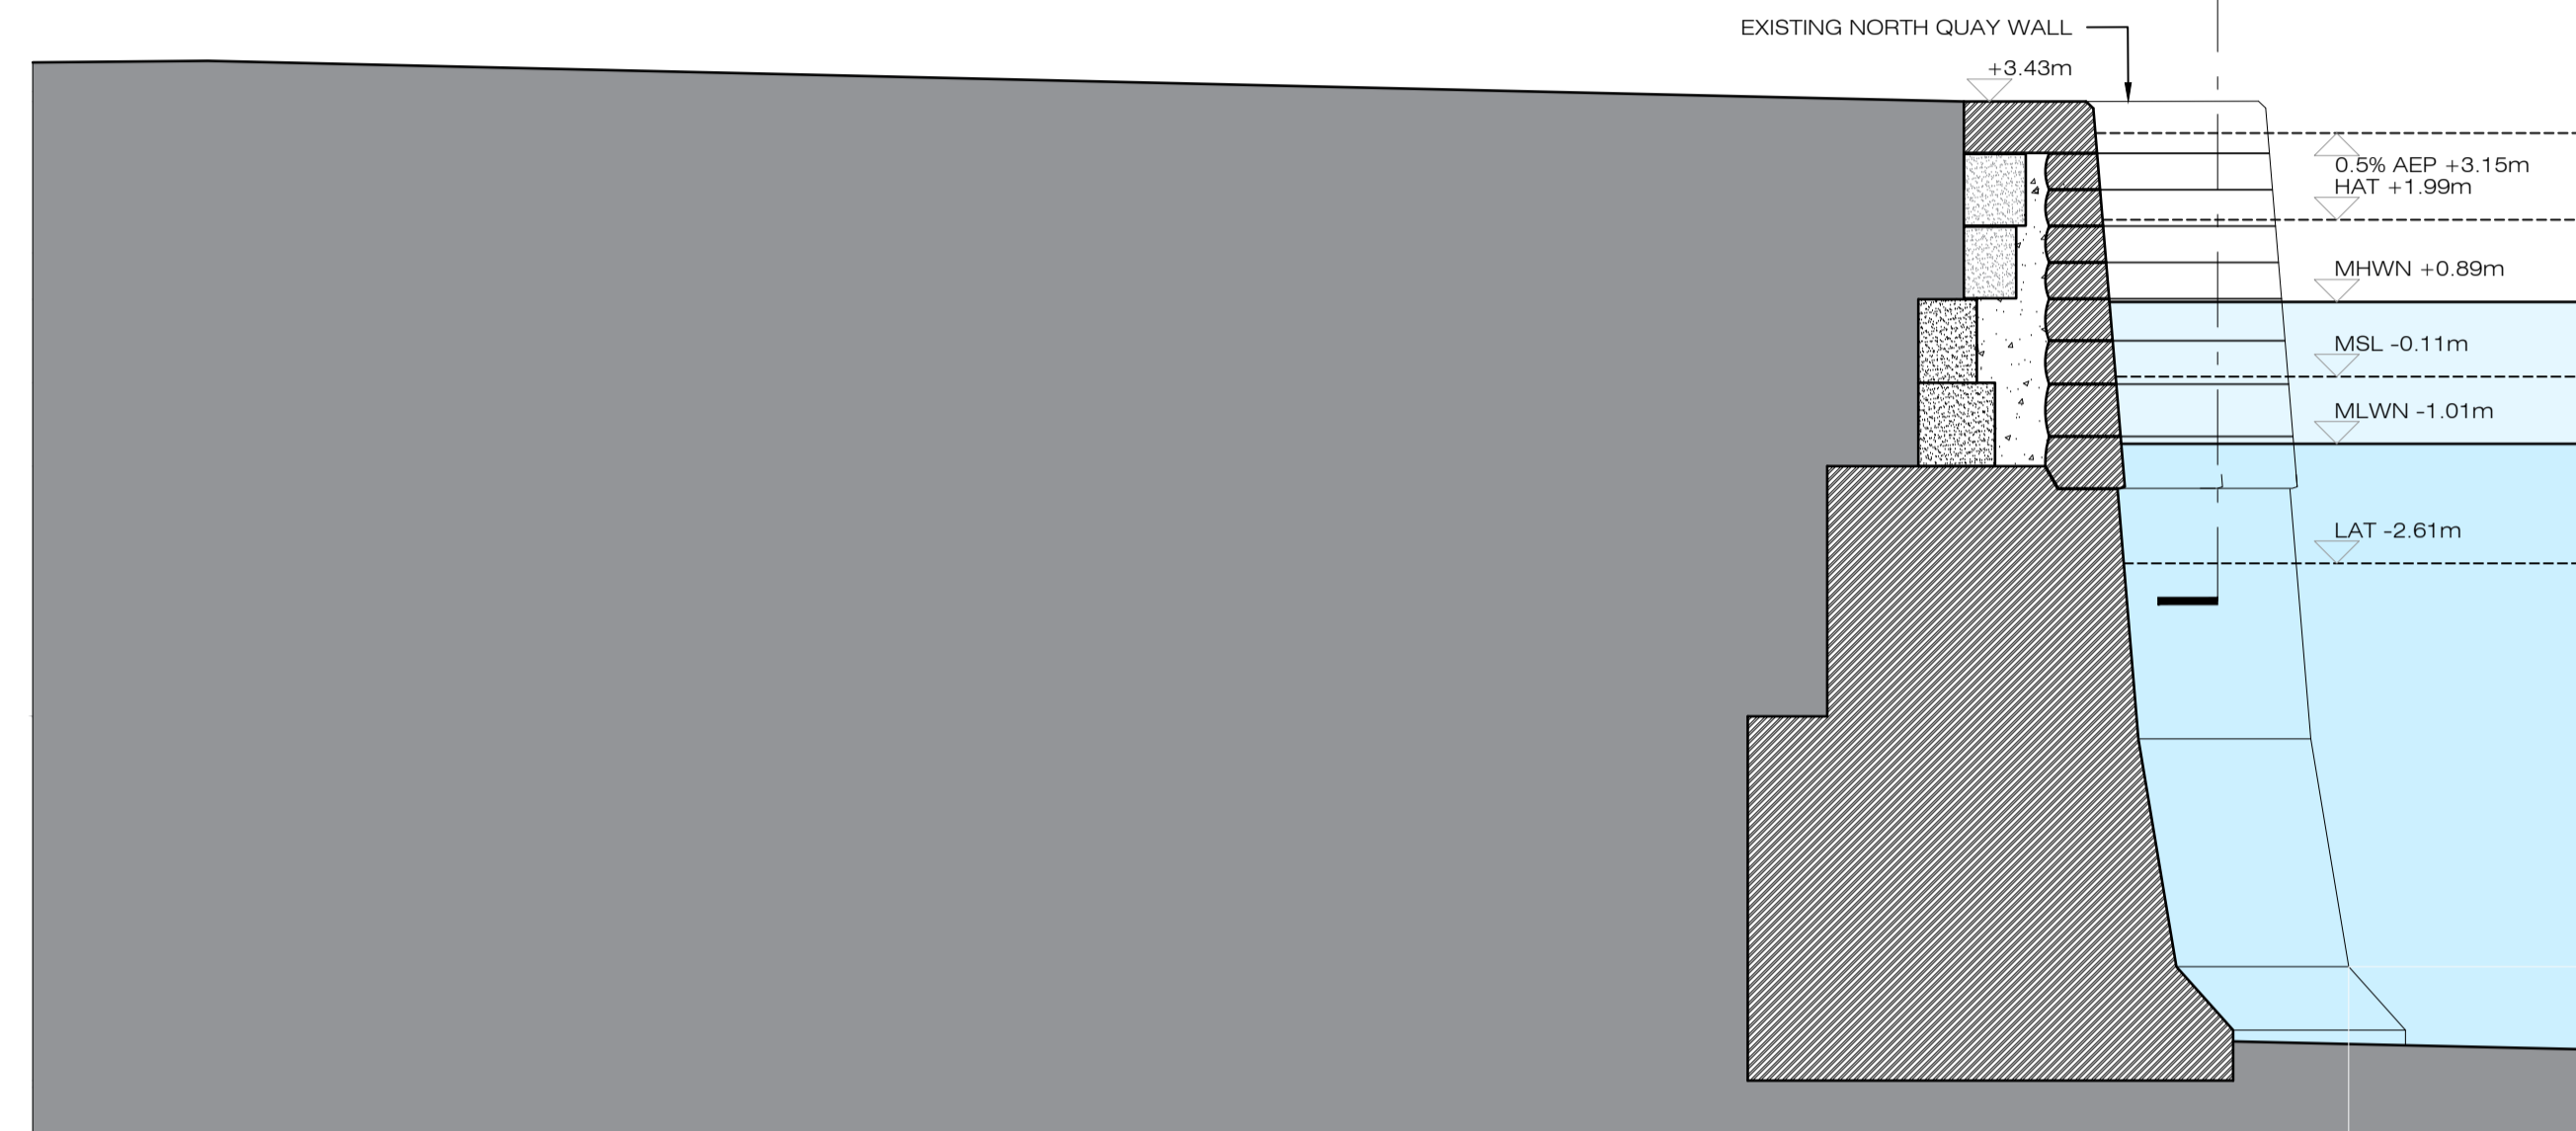 EXISTING NORTH QUAY WALL
+3.43m
0.5% AEP +3.15m
HAT +1.99m
MHWN +0.89m
MSL -0.11m
MLWN -1.01m
LAT -2.61m